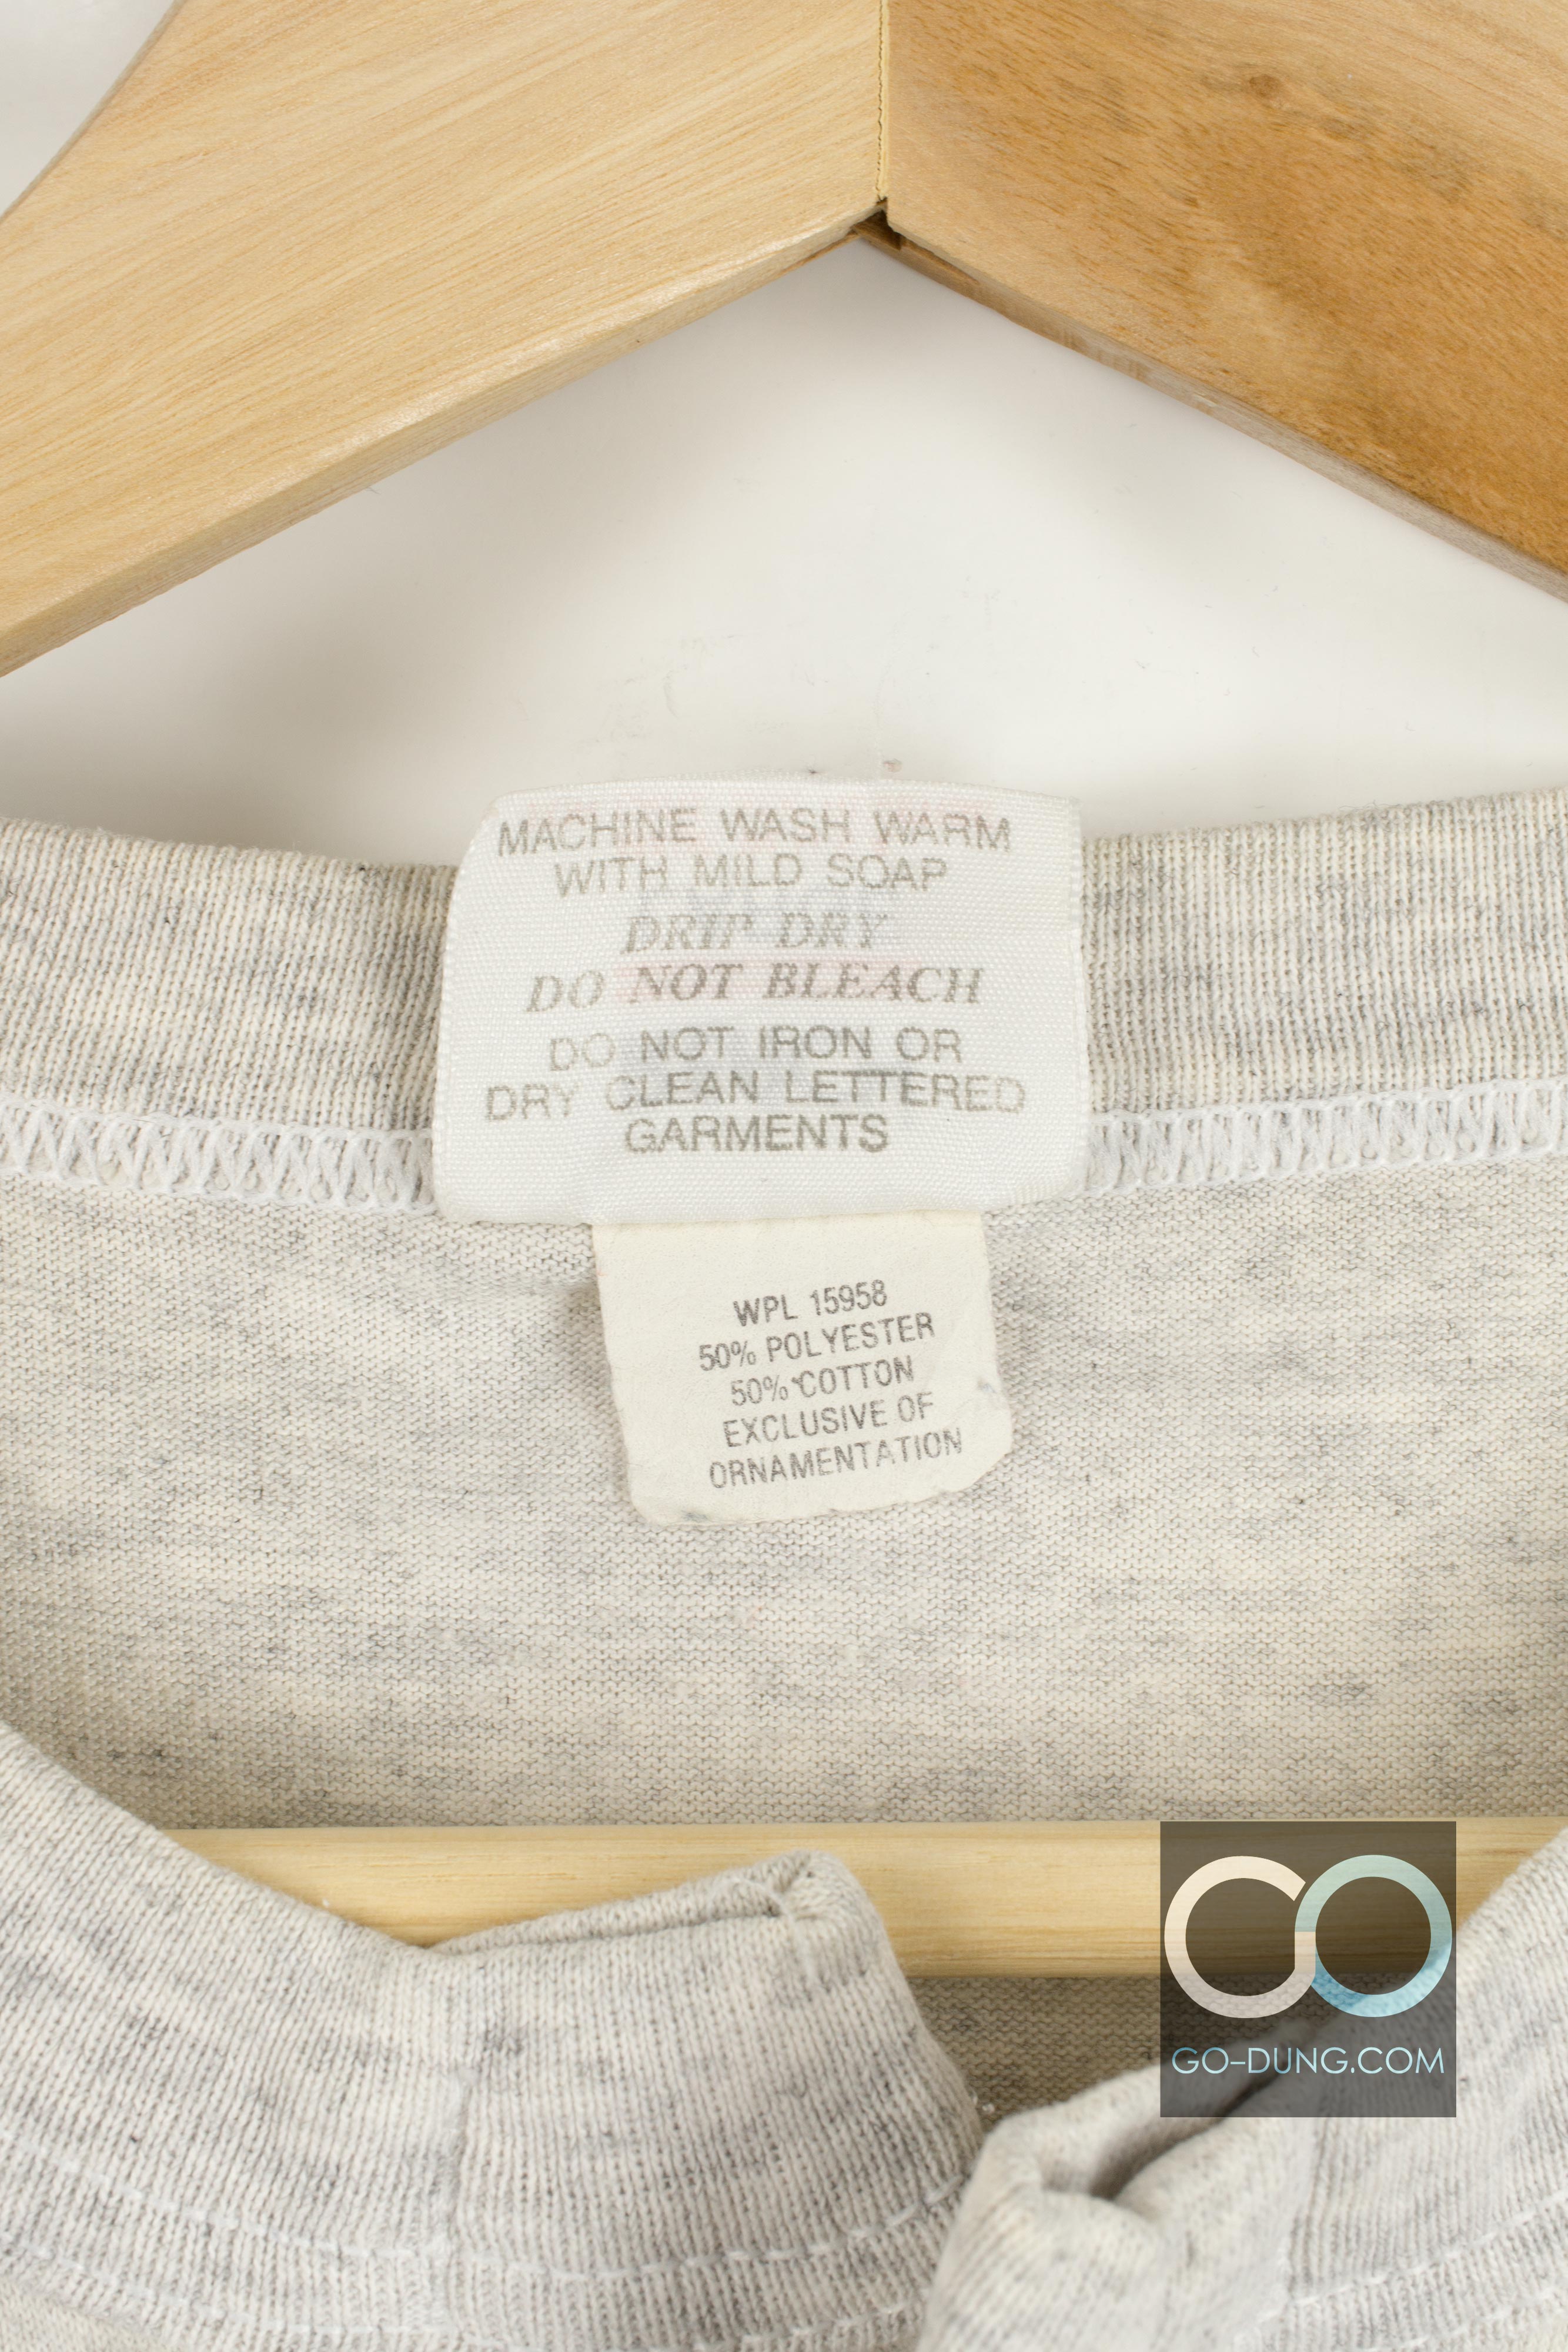 MACHINE WASH WARM
WITH MILD SOAP
DRIP DRY
DO NOT BLEACH
DO NOT IRON OR
DRY CLEAN LETTERED
GARMENTS
WPL 15958
50% POLYESTER
50% COTTON
EXCLUSIVE OF
ORNAMENTATION
GO-DUNG.COM